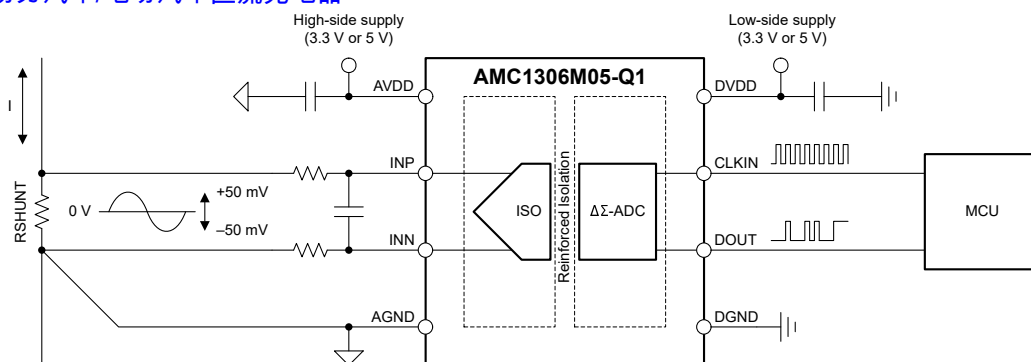 High-side supply
(3.3 V or 5 V)
Low-side supply
(3.3 V or 5 V)
AMC1306M05-Q1
AVDD
DVDD
I
INP
CLKIN
RSHUNT
0 V
+50 mV
–50 mV
ISO
Reinforced Isolation
ΔΣ-ADC
MCU
INN
DOUT
AGND
DGND